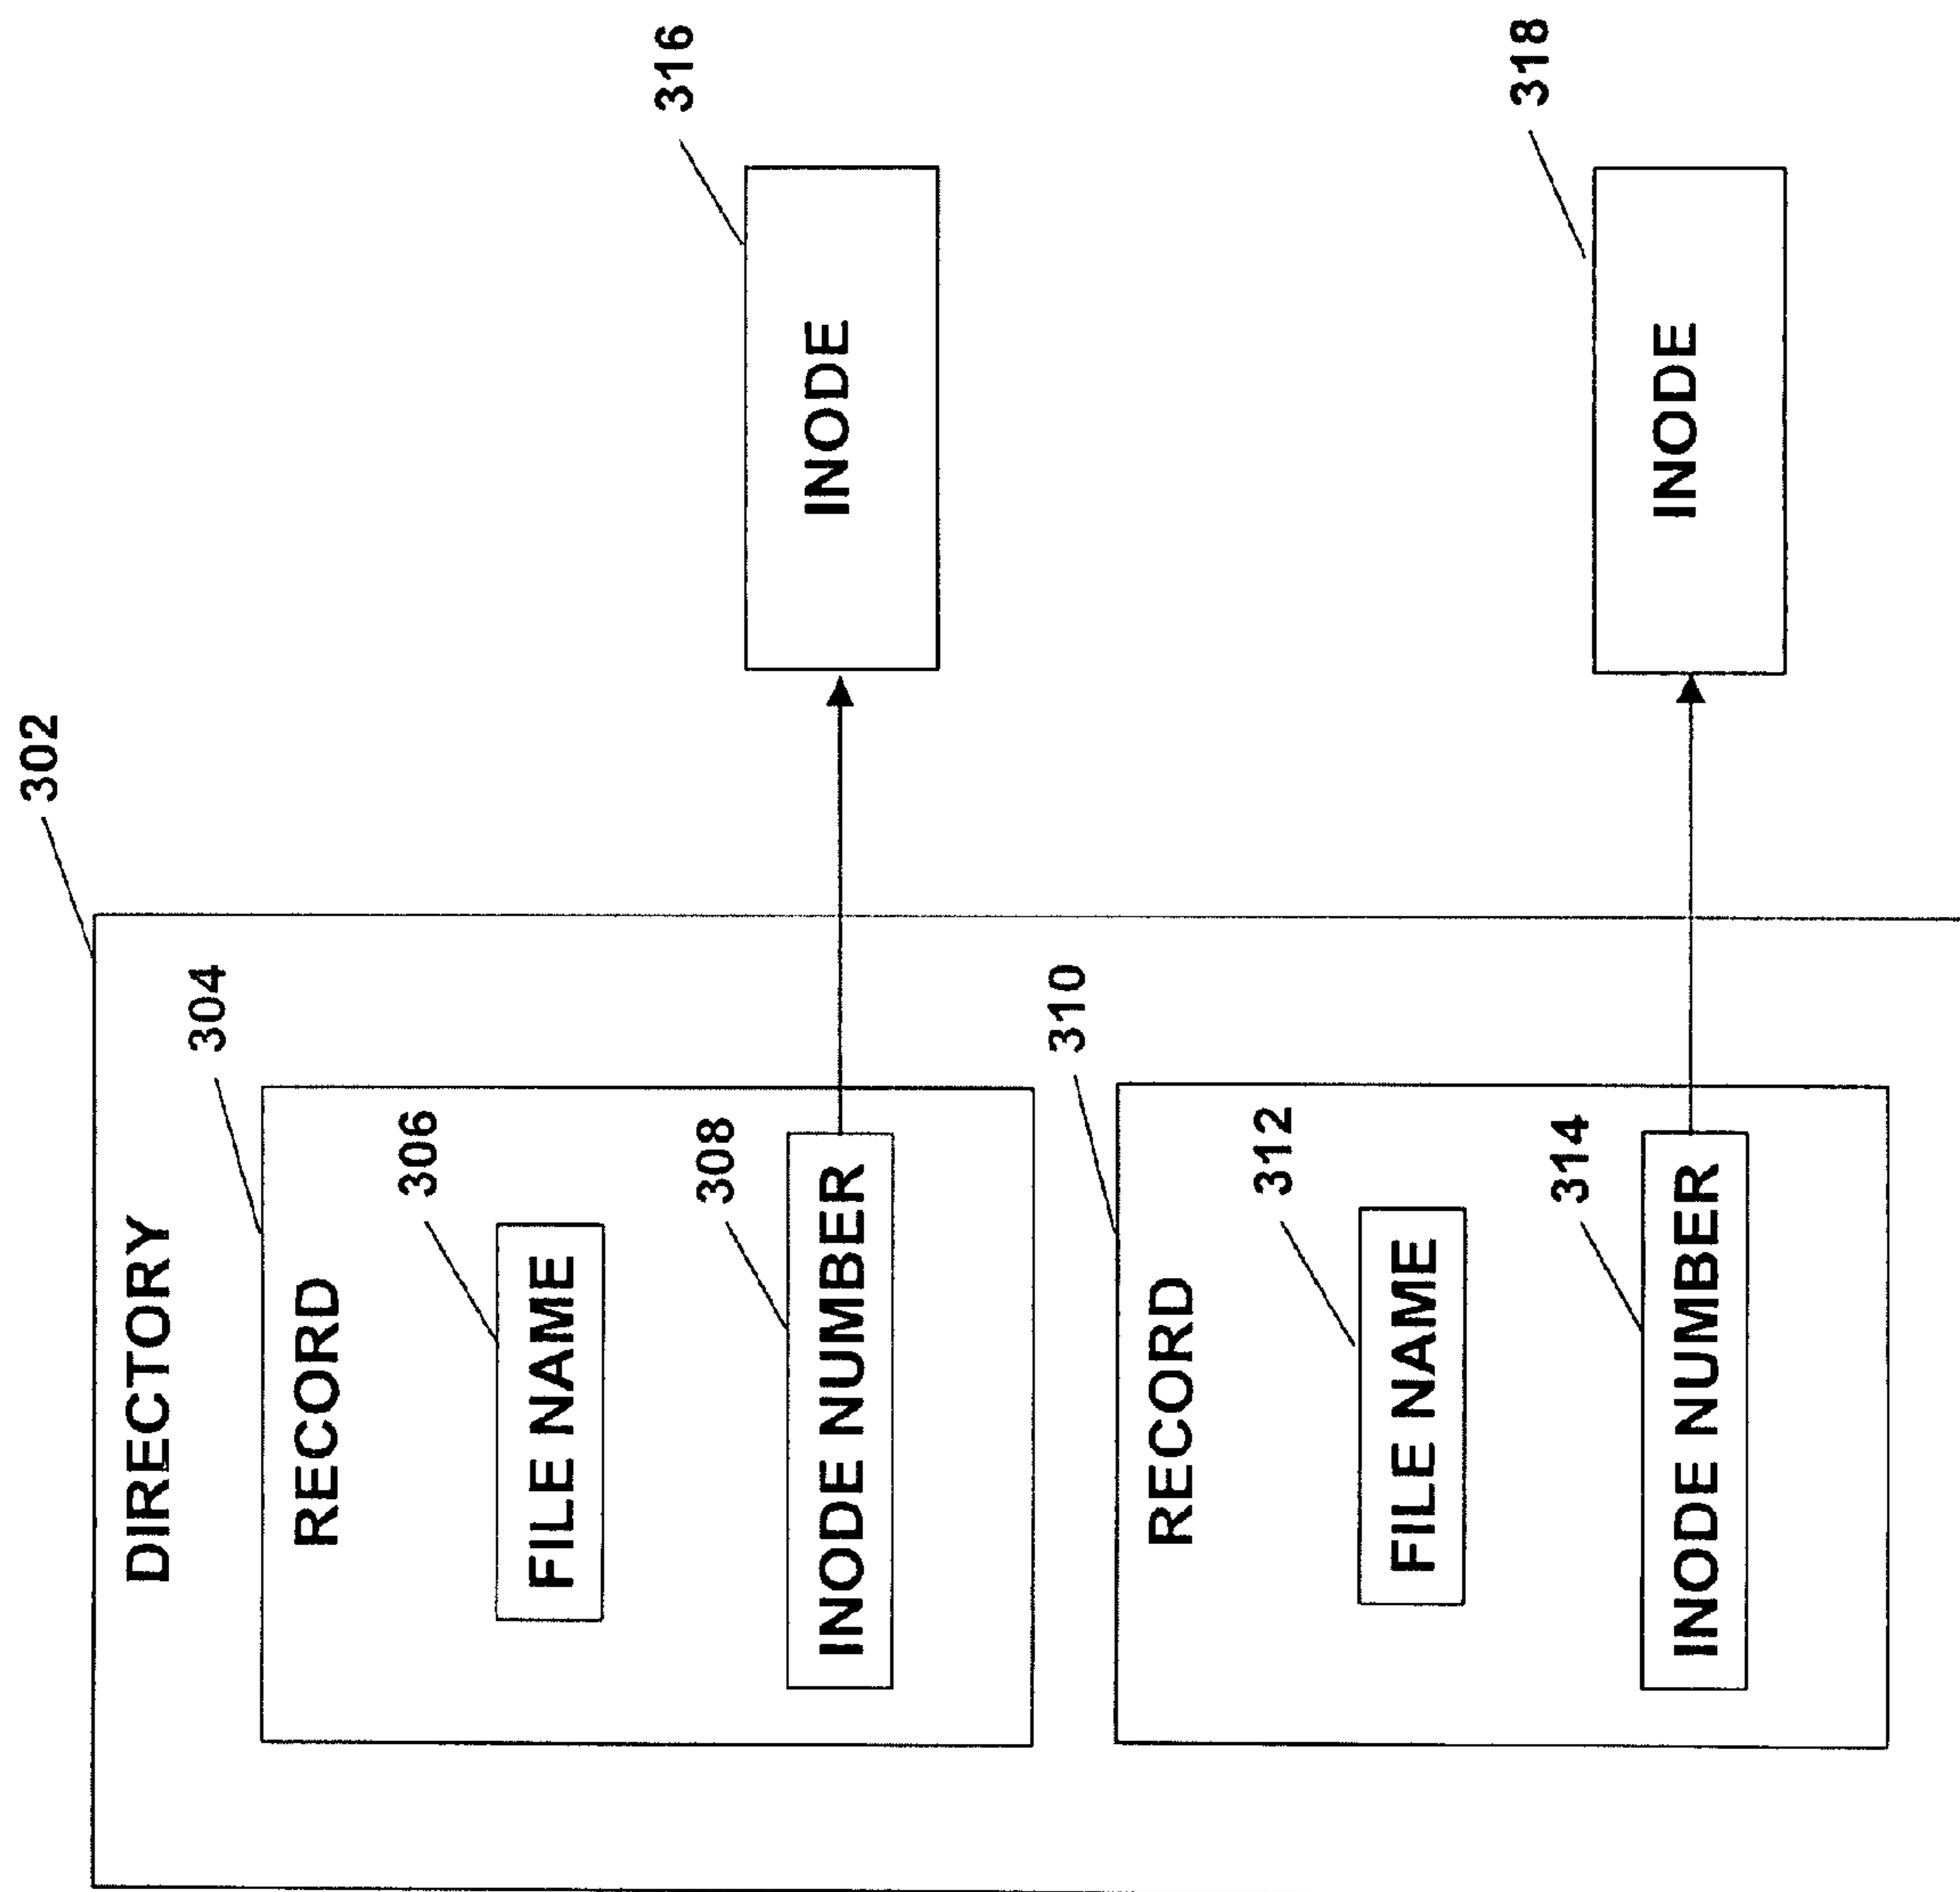 302
DIRECTORY
304
RECORD
306
FILE NAME
308
INODE NUMBER
316
INODE
310
RECORD
312
FILE NAME
314
INODE NUMBER
318
INODE